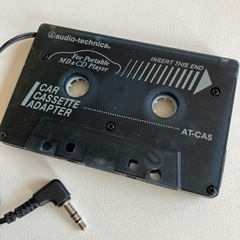 audio-technica.
For Portable
MD&CD Player
INSERT THIS END
CAR
CASSETTE
ADAPTER
AT-CA5